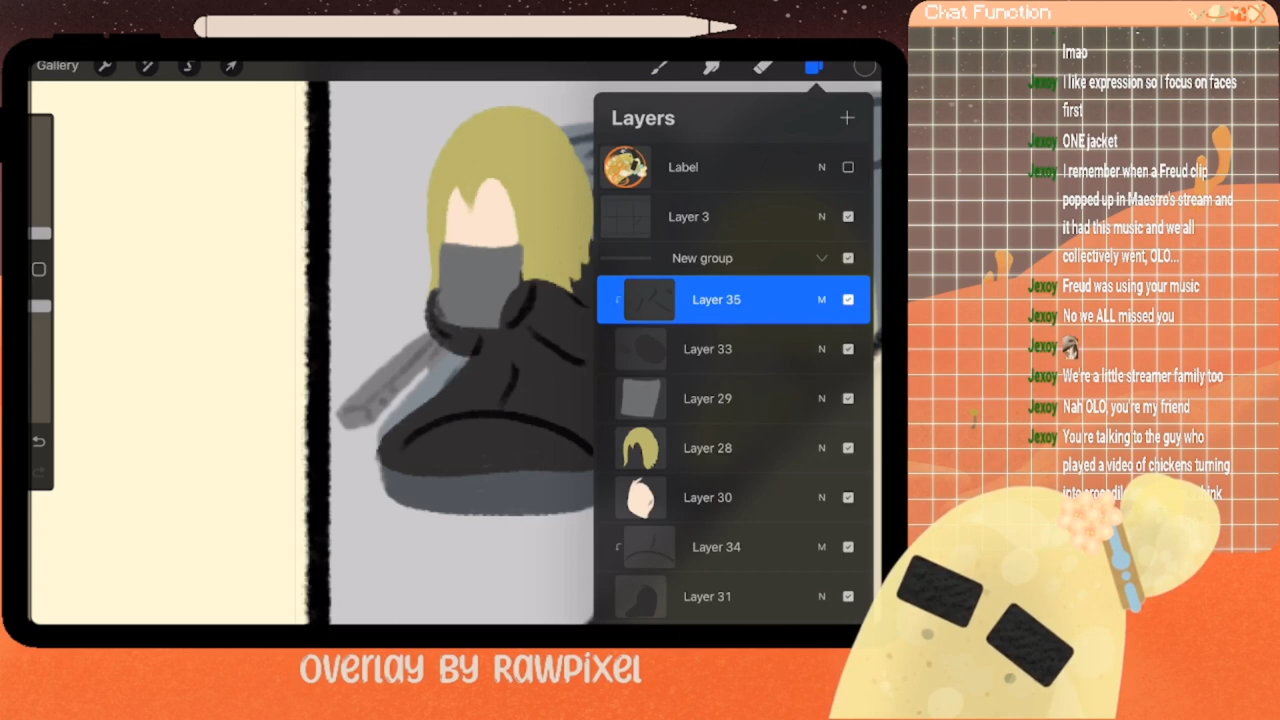 Chat Function
Gallery
Layers
Label N
Layer 3 N
New group
Layer 35 M
Layer 33 N
Layer 29 N
Layer 28 N
Layer 30 N
Layer 34 M
Layer 31 N
lmao
Jexoy I like expression so I focus on faces
first
Jexoy ONE jacket
Jexoy I remember when a Freud clip
popped up in Maestro's stream and
it had this music and we all
collectively went, OLO...
Jexoy Freud was using your music
Jexoy No we ALL missed you
Jexoy
Jexoy We're a little streamer family too
Jexoy Nah OLO, you're my friend
Jexoy You're talking to the guy who
played a video of chickens turning
into
Overlay by Rawpixel